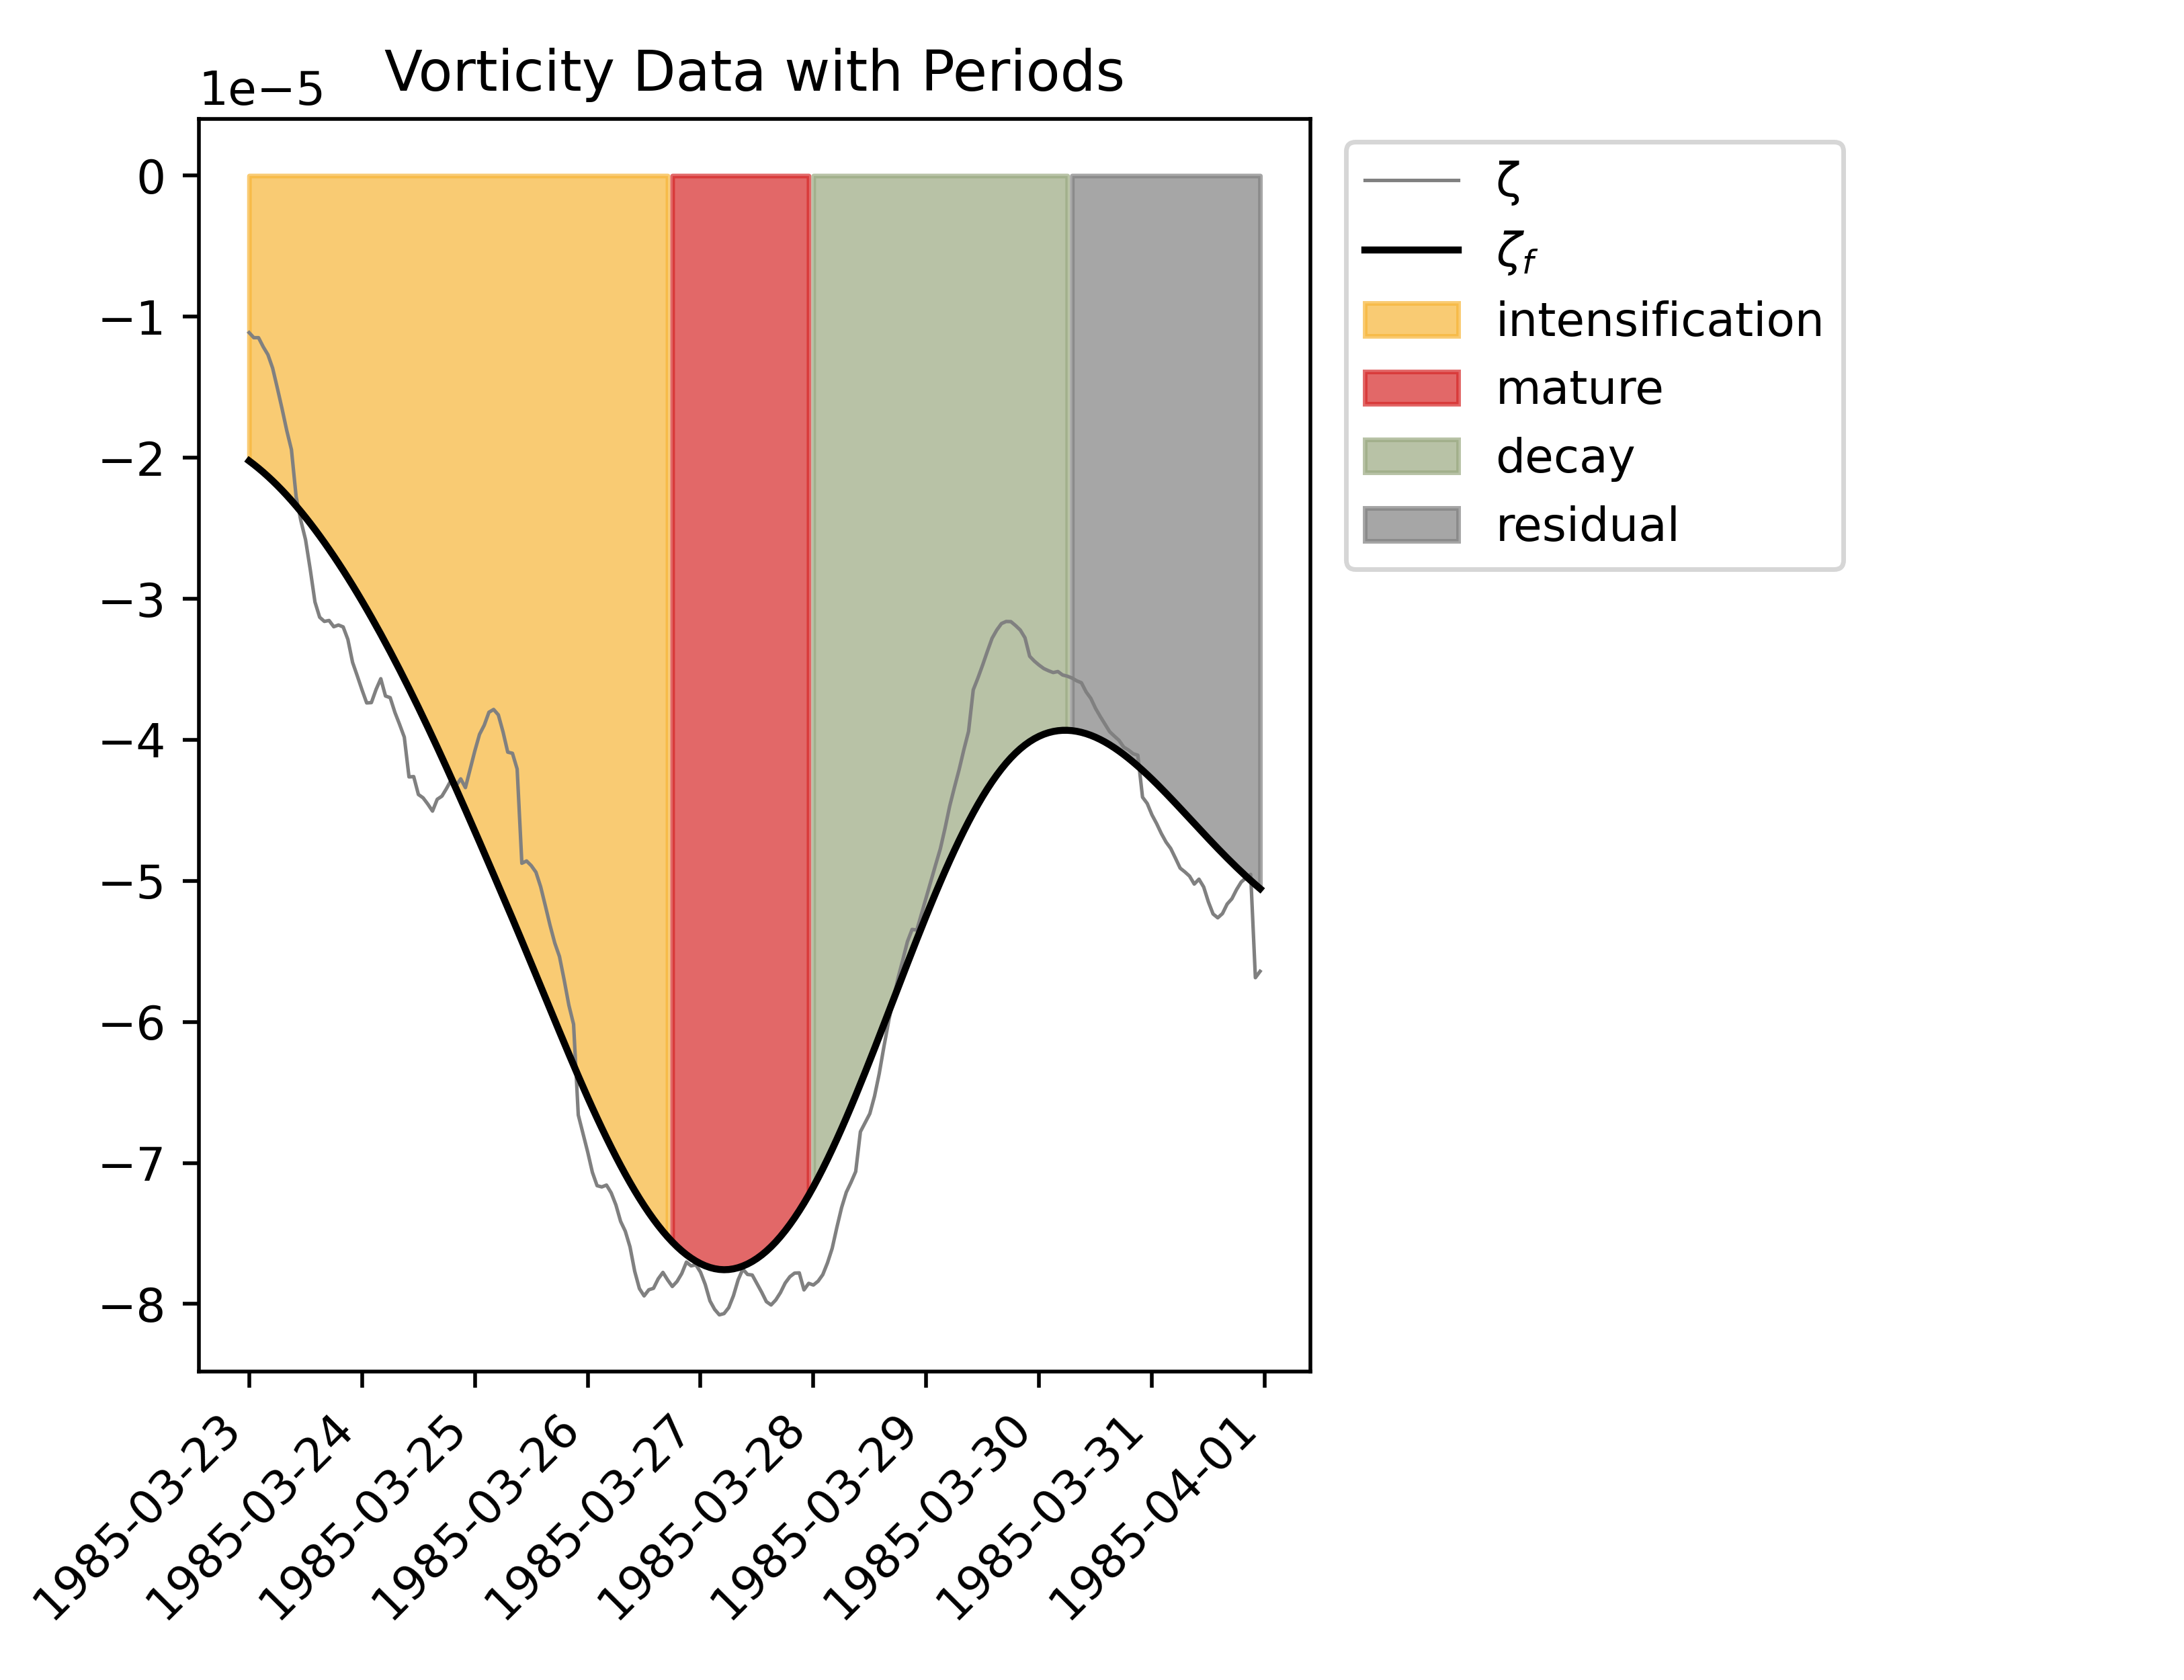 Vorticity Data with Periods
1e−5
0
−1
−2
−3
−4
−5
−6
−7
−8
1985-03-23
1985-03-24
1985-03-25
1985-03-26
1985-03-27
1985-03-28
1985-03-29
1985-03-30
1985-03-31
1985-04-01
ζ
ζf
intensification
mature
decay
residual